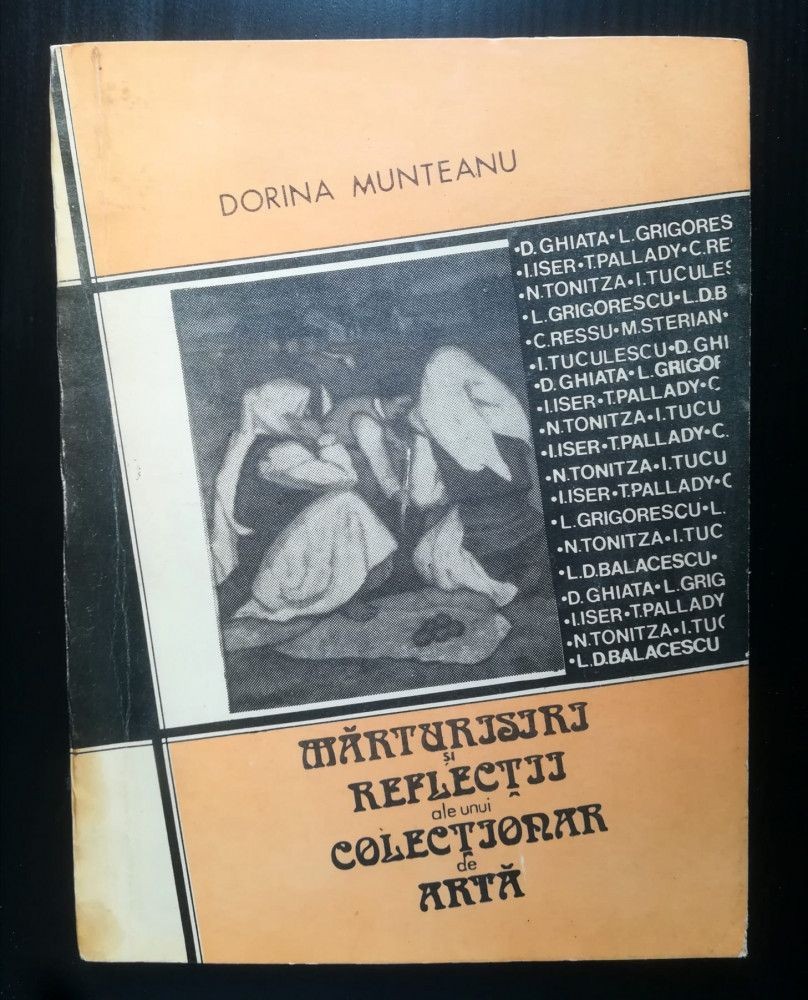 DORINA MUNTEANU
•D. GHIATA•L. GRIGORES
•I.ISER•T.PALLADY•C.RE
•N.TONITZA•I.TUCULES
•L.GRIGORESCU•L.D.B
•C.RESSU•M.STERIAN•
•I.TUCULESCU•D.GHI
•D.GHIATA•L.GRIGOR
•I.ISER•T.PALLADY•C
•N.TONITZA•I.TUCU
•I.ISER•T.PALLADY•C.
•N.TONITZA•I.TUCU
•I.ISER•T.PALLADY•C
•L.GRIGORESCU•L.
•N.TONITZA•I.TUC
•L.D.BALACESCU•
•D.GHIATA•L.GRIG
•I.ISER•T.PALLADY
•N.TONITZA•I.TUC
•L.D.BALACESCU
MĂRTURISIRI
și
REFLECȚII
ale unui
COLECȚIONAR
de
ARTĂ